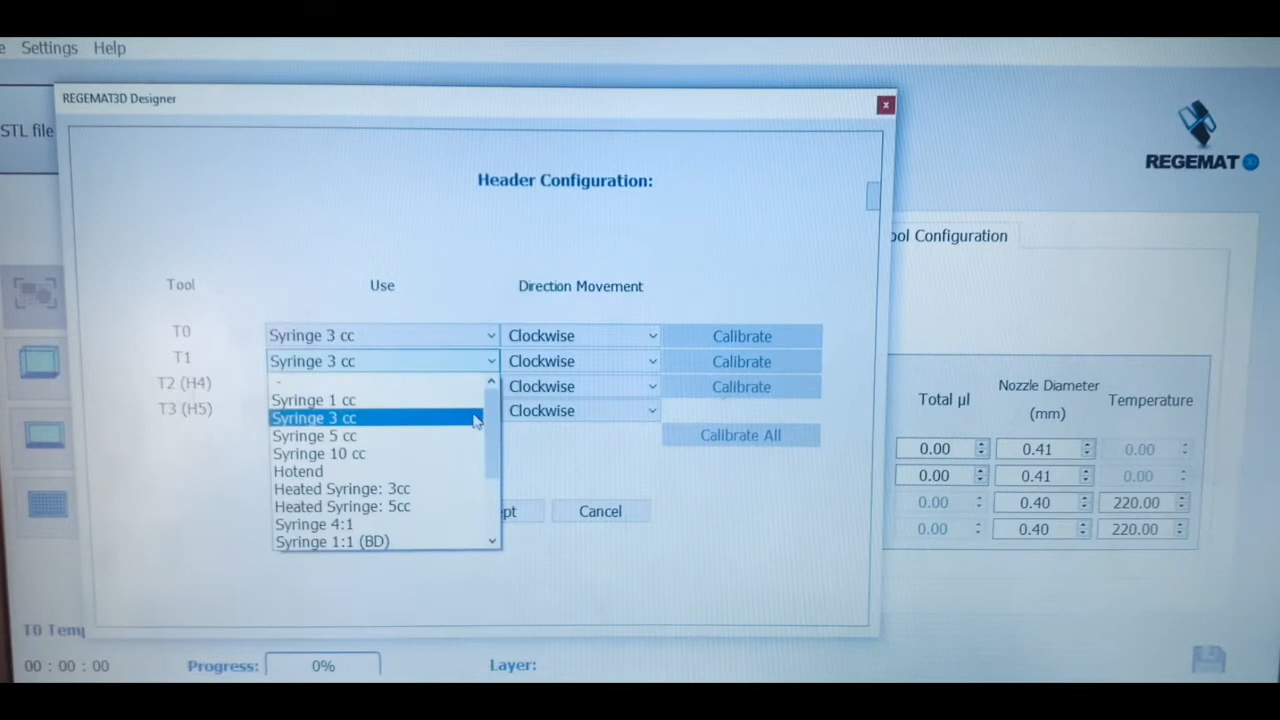 Settings Help
REGEMAT3D Designer
x
STL file
REGEMAT
Header Configuration:
Tool Configuration
Tool Use Direction Movement
T0 Syringe 3 cc Clockwise Calibrate
T1 Syringe 3 cc Clockwise Calibrate
T2 (H4) Clockwise Calibrate
T3 (H5) Clockwise
Calibrate All
-
Syringe 1 cc
Syringe 3 cc
Syringe 5 cc
Syringe 10 cc
Hotend
Heated Syringe: 3cc
Heated Syringe: 5cc
Syringe 4:1
Syringe 1:1 (BD)
pt Cancel
Total µl Nozzle Diameter (mm) Temperature
0.00 0.41 0.00
0.00 0.41 0.00
0.00 0.40 220.00
0.00 0.40 220.00
T0 Temp
00 : 00 : 00 Progress: 0% Layer: